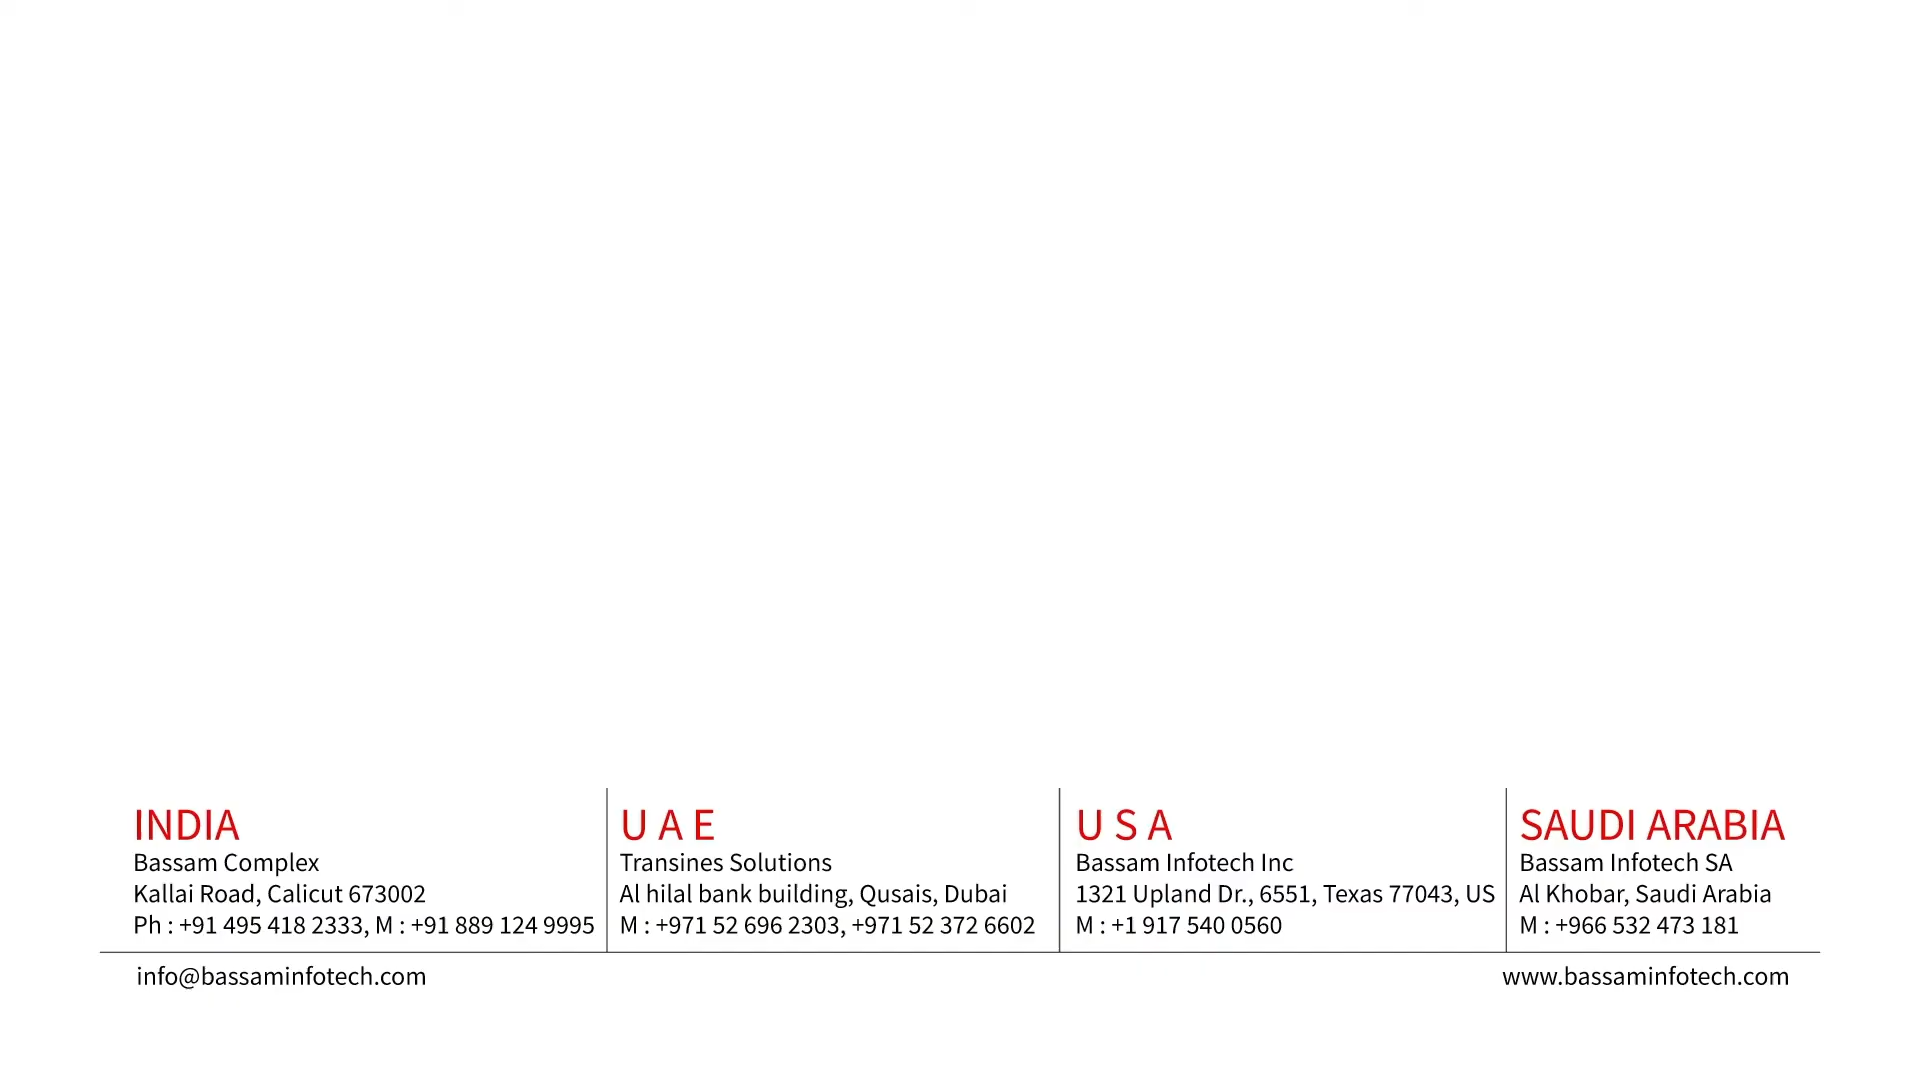 INDIA
Bassam Complex
Kallai Road, Calicut 673002
Ph : +91 495 418 2333, M : +91 889 124 9995
U A E
Transines Solutions
Al hilal bank building, Qusais, Dubai
M : +971 52 696 2303, +971 52 372 6602
U S A
Bassam Infotech Inc
1321 Upland Dr., 6551, Texas 77043, US
M : +1 917 540 0560
SAUDI ARABIA
Bassam Infotech SA
Al Khobar, Saudi Arabia
M : +966 532 473 181
info@bassaminfotech.com
www.bassaminfotech.com